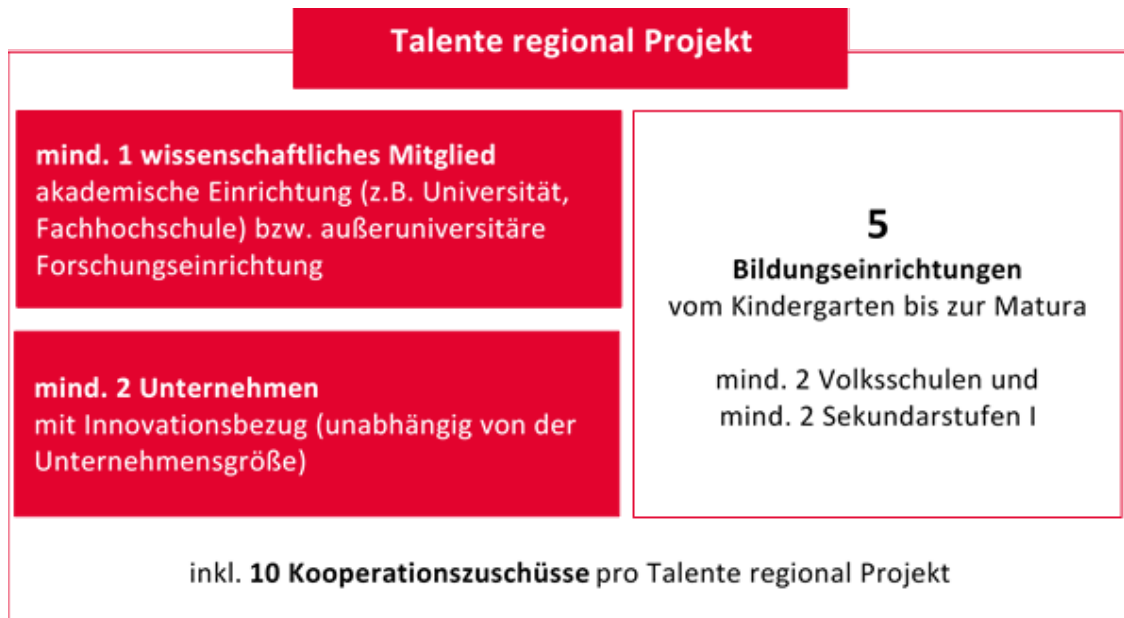 Talente regional Projekt
mind. 1 wissenschaftliches Mitglied
akademische Einrichtung (z.B. Universität,
Fachhochschule) bzw. außeruniversitäre
Forschungseinrichtung
mind. 2 Unternehmen
mit Innovationsbezug (unabhängig von der
Unternehmensgröße)
5
Bildungseinrichtungen
vom Kindergarten bis zur Matura
mind. 2 Volksschulen und
mind. 2 Sekundarstufen I
inkl. 10 Kooperationszuschüsse pro Talente regional Projekt